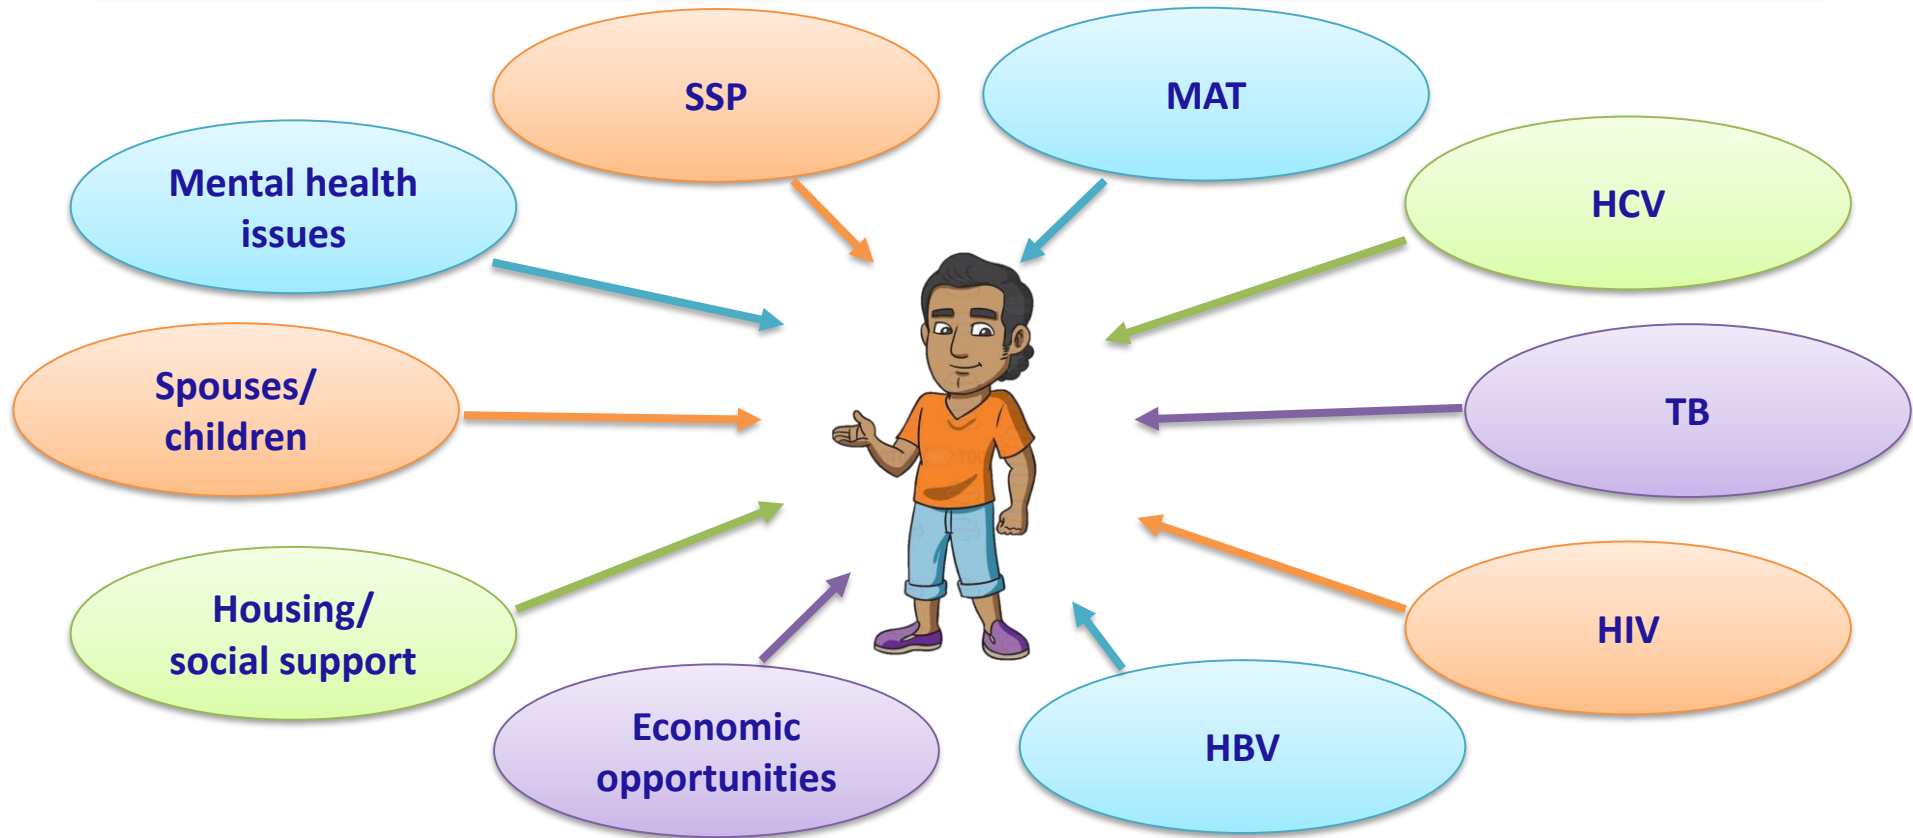 SSP
MAT
Mental health
issues
HCV
Spouses/
children
TB
Housing/
social support
HIV
Economic
opportunities
HBV